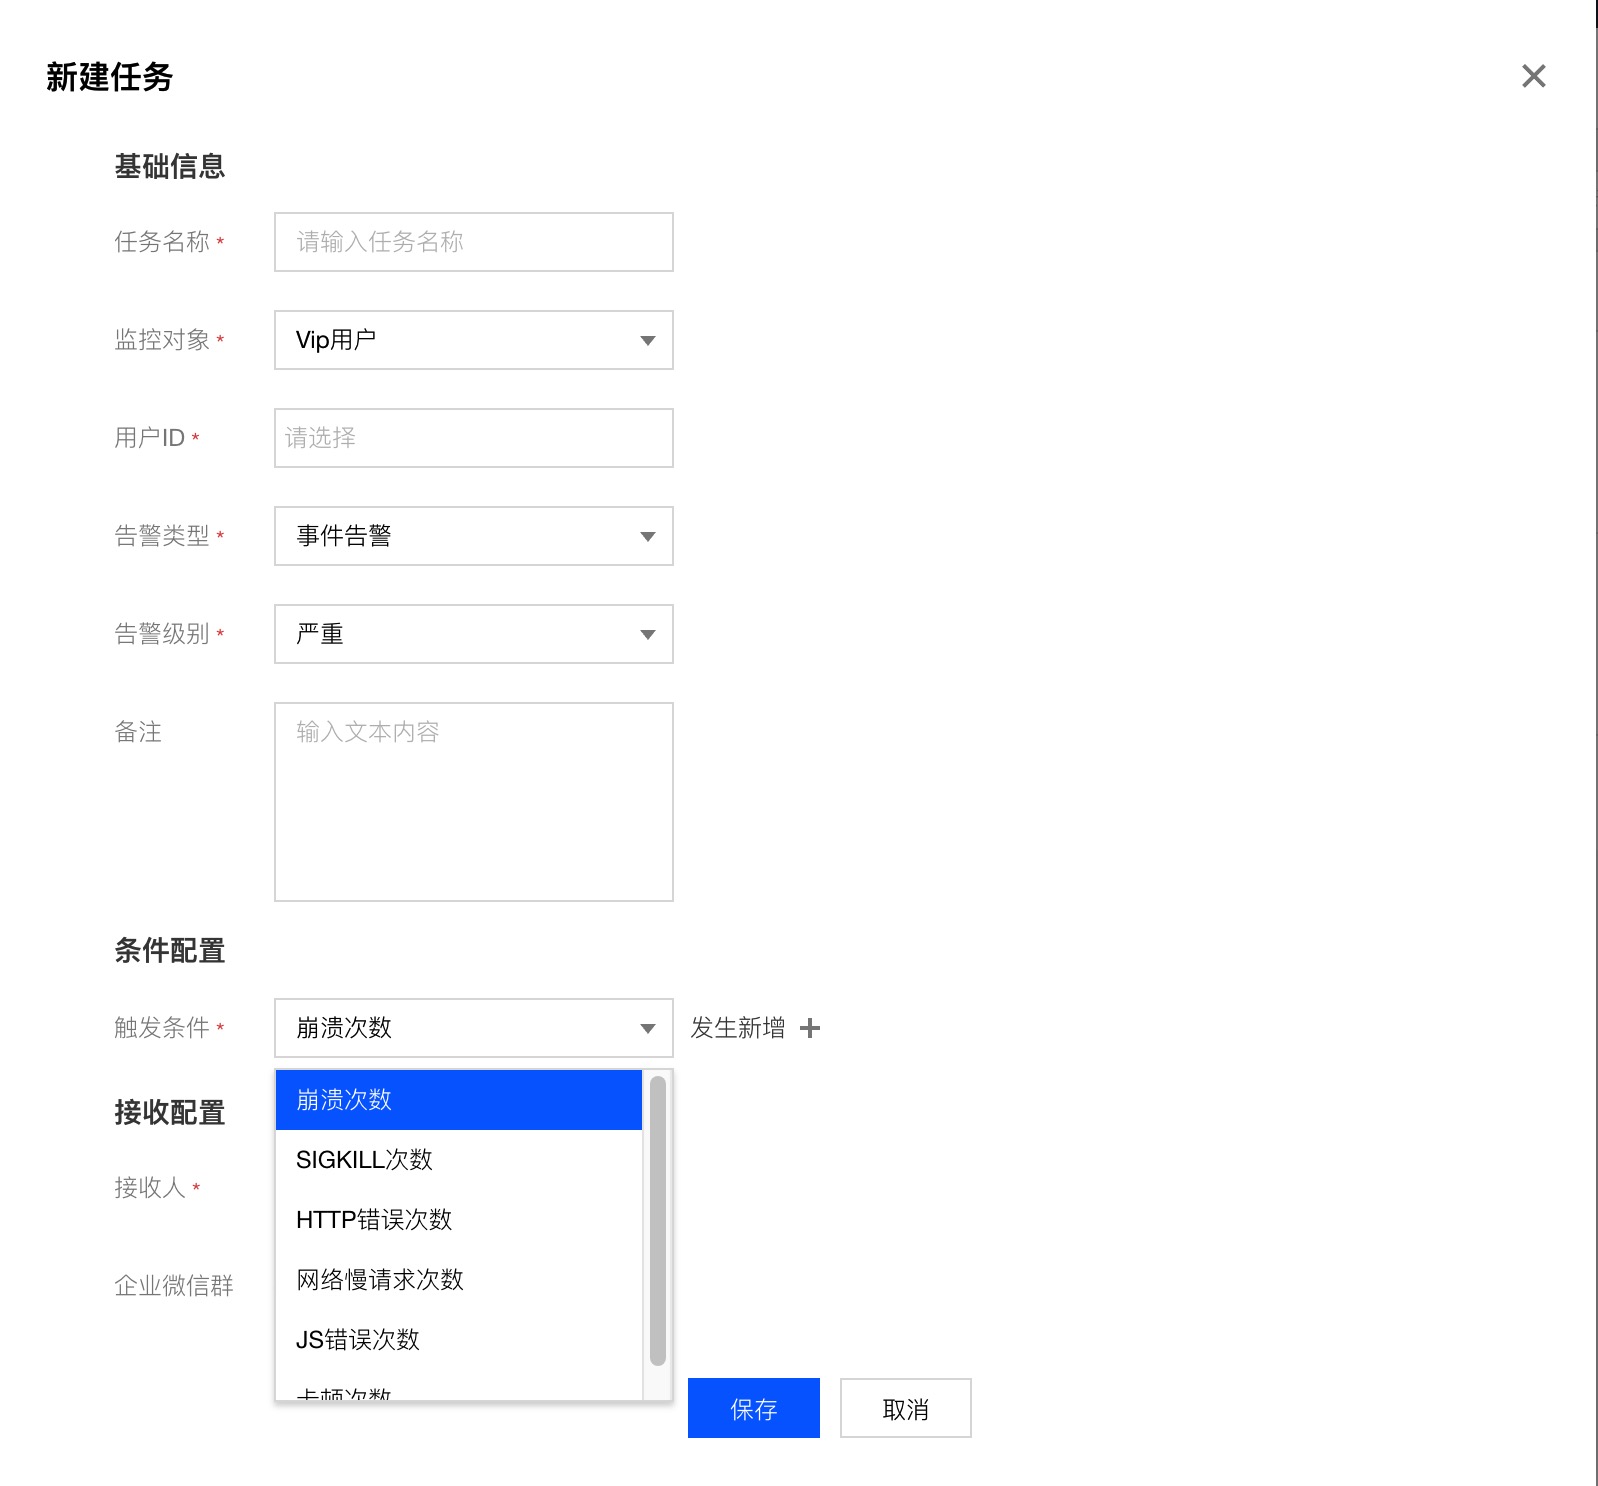 新建任务
基础信息
任务名称 *
请输入任务名称
监控对象 *
Vip用户
用户ID *
请选择
告警类型 *
事件告警
告警级别 *
严重
备注
输入文本内容
条件配置
触发条件 *
崩溃次数
发生新增
崩溃次数
SIGKILL次数
HTTP错误次数
网络慢请求次数
JS错误次数
卡顿次数
接收配置
接收人 *
企业微信群
保存
取消